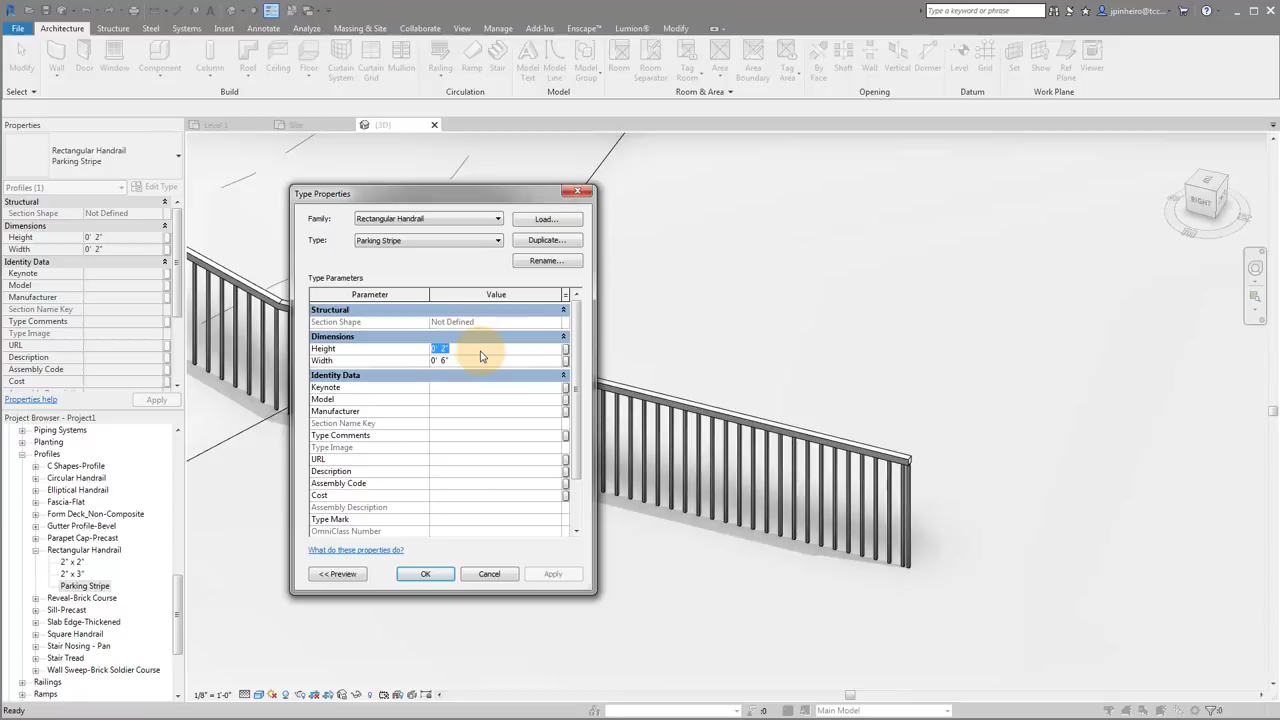 Type a keyword or phrase
jpinheiro@tcc...
File Architecture Structure Steel Systems Insert Annotate Analyze Massing & Site Collaborate View Manage Add-Ins Enscape™ Lumion® Modify
Modify Wall Door Window Component Column Roof Ceiling Floor Curtain System Curtain Grid Mullion Railing Ramp Stair Model Text Model Line Model Group Room Room Separator Tag Room Area Area Boundary Tag Area By Face Shaft Wall Vertical Dormer Level Grid Set Show Ref Plane Viewer
Select Build Circulation Model Room & Area Opening Datum Work Plane
Properties
Level 1 Site {3D}
Rectangular Handrail
Parking Stripe
Profiles (1) Edit Type
Structural
Section Shape Not Defined
Dimensions
Height 0' 2"
Width 0' 2"
Identity Data
Keynote
Model
Manufacturer
Section Name Key
Type Comments
Type Image
URL
Description
Assembly Code
Cost
Properties help Apply
Project Browser - Project1
Piping Systems
Planting
Profiles
C Shapes-Profile
Circular Handrail
Elliptical Handrail
Fascia-Flat
Form Deck_Non-Composite
Gutter Profile-Bevel
Parapet Cap-Precast
Rectangular Handrail
2" x 2"
2" x 3"
Parking Stripe
Reveal-Brick Course
Sill-Precast
Slab Edge-Thickened
Square Handrail
Stair Nosing - Pan
Stair Tread
Wall Sweep-Brick Soldier Course
Railings
Ramps
Type Properties
Family: Rectangular Handrail Load...
Type: Parking Stripe Duplicate...
Rename...
Type Parameters
Parameter Value =
Structural
Section Shape Not Defined
Dimensions
Height 0' 2"
Width 0' 6"
Identity Data
Keynote
Model
Manufacturer
Section Name Key
Type Comments
Type Image
URL
Description
Assembly Code
Cost
Assembly Description
Type Mark
OmniClass Number
What do these properties do?
<< Preview OK Cancel Apply
RIGHT
1/8" = 1'-0"
Ready :0 Main Model :0